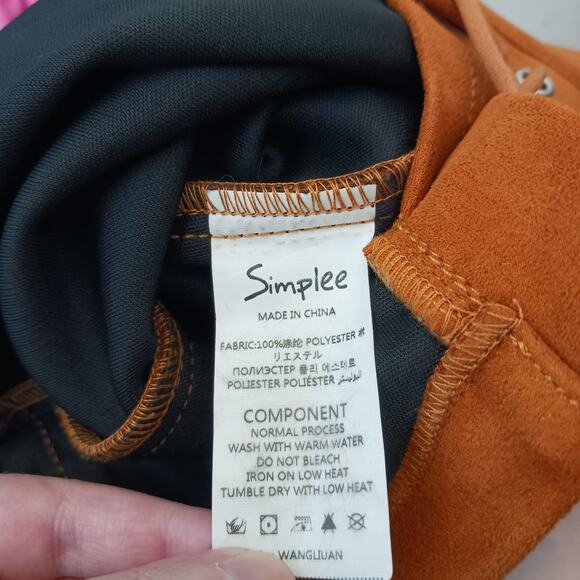 Simplee
MADE IN CHINA
FABRIC:100%涤纶 POLYESTER ポ
リエステル
ПОЛИЭСТЕР 폴리 에스테르
POLIESTER POLIÉSTER البوليستر
COMPONENT
NORMAL PROCESS
WASH WITH WARM WATER
DO NOT BLEACH
IRON ON LOW HEAT
TUMBLE DRY WITH LOW HEAT
WANGLIUAN